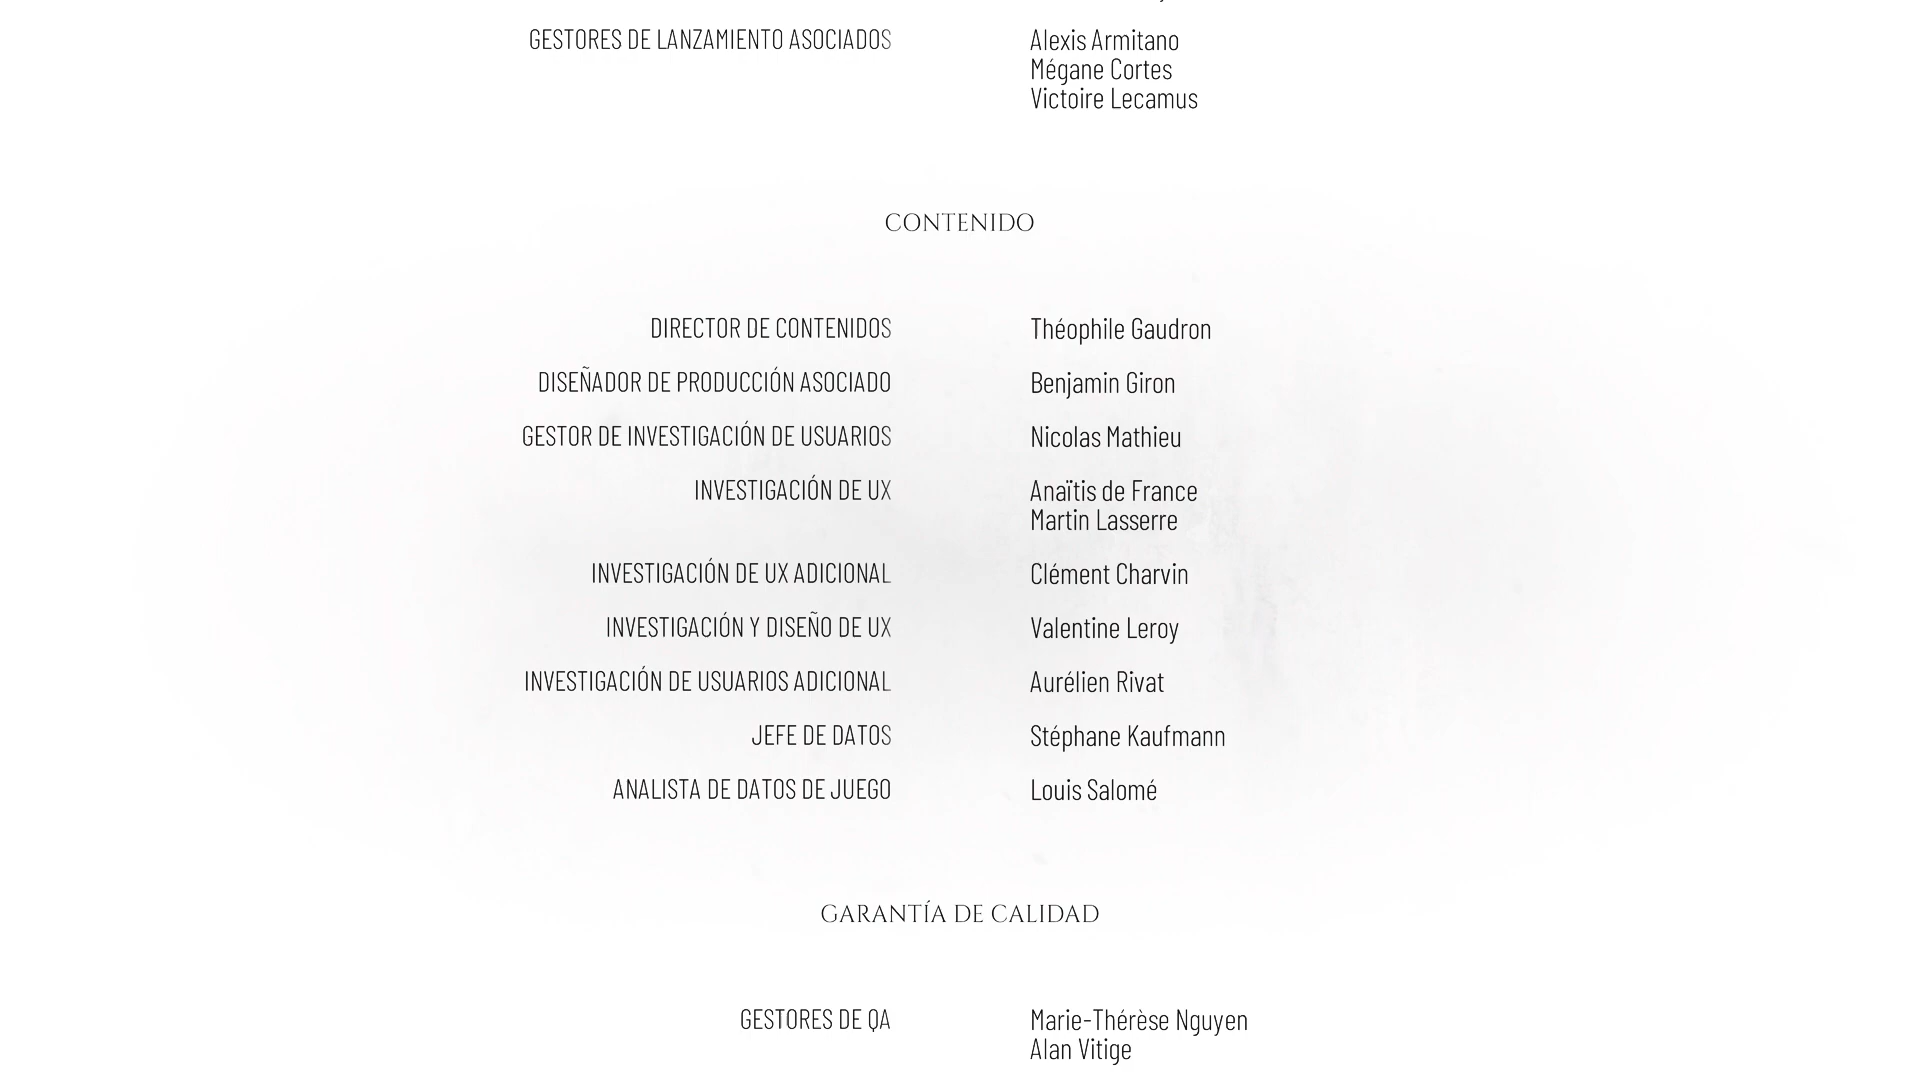 GESTORES DE LANZAMIENTO ASOCIADOS Alexis Armitano
Mégane Cortes
Victoire Lecamus
CONTENIDO
DIRECTOR DE CONTENIDOS Théophile Gaudron
DISEÑADOR DE PRODUCCIÓN ASOCIADO Benjamin Giron
GESTOR DE INVESTIGACIÓN DE USUARIOS Nicolas Mathieu
INVESTIGACIÓN DE UX Anaïtis de France
Martin Lasserre
INVESTIGACIÓN DE UX ADICIONAL Clément Charvin
INVESTIGACIÓN Y DISEÑO DE UX Valentine Leroy
INVESTIGACIÓN DE USUARIOS ADICIONAL Aurélien Rivat
JEFE DE DATOS Stéphane Kaufmann
ANALISTA DE DATOS DE JUEGO Louis Salomé
GARANTÍA DE CALIDAD
GESTORES DE QA Marie-Thérèse Nguyen
Alan Vitige